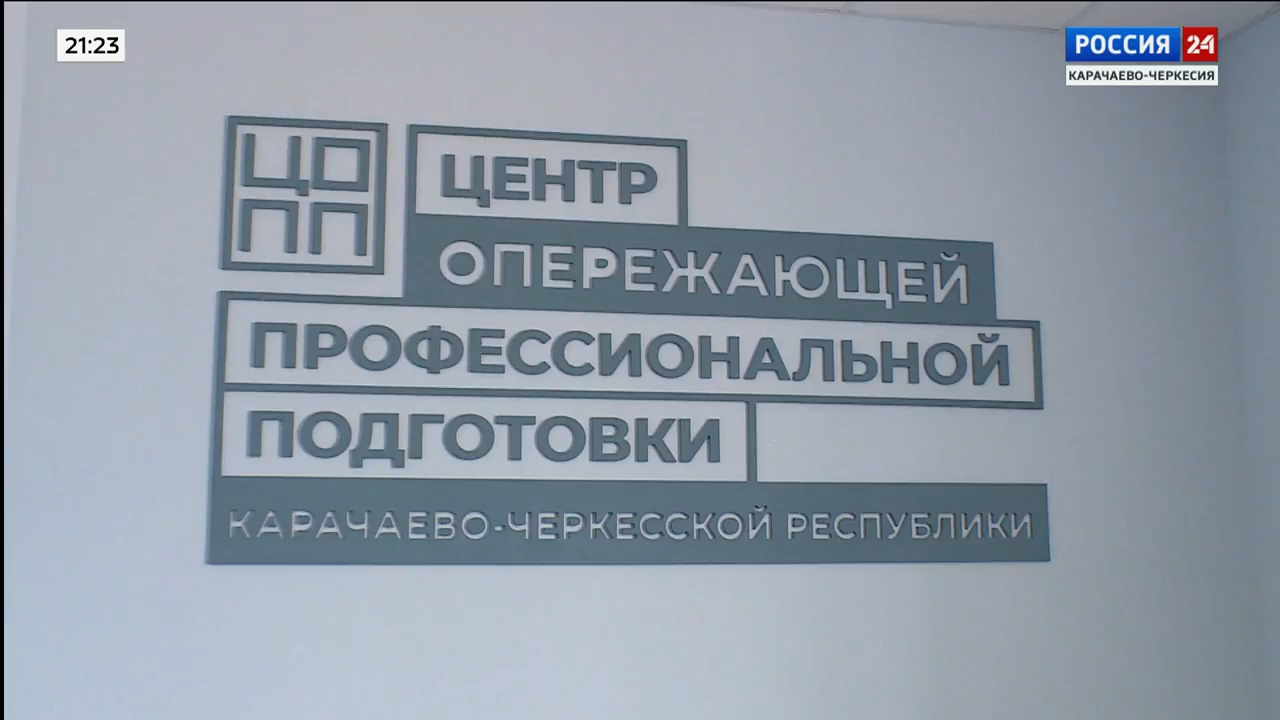 21:23
РОССИЯ 24
КАРАЧАЕВО-ЧЕРКЕСИЯ
ЦО
ПП
ЦЕНТР
ОПЕРЕЖАЮЩЕЙ
ПРОФЕССИОНАЛЬНОЙ
ПОДГОТОВКИ
КАРАЧАЕВО-ЧЕРКЕССКОЙ РЕСПУБЛИКИ